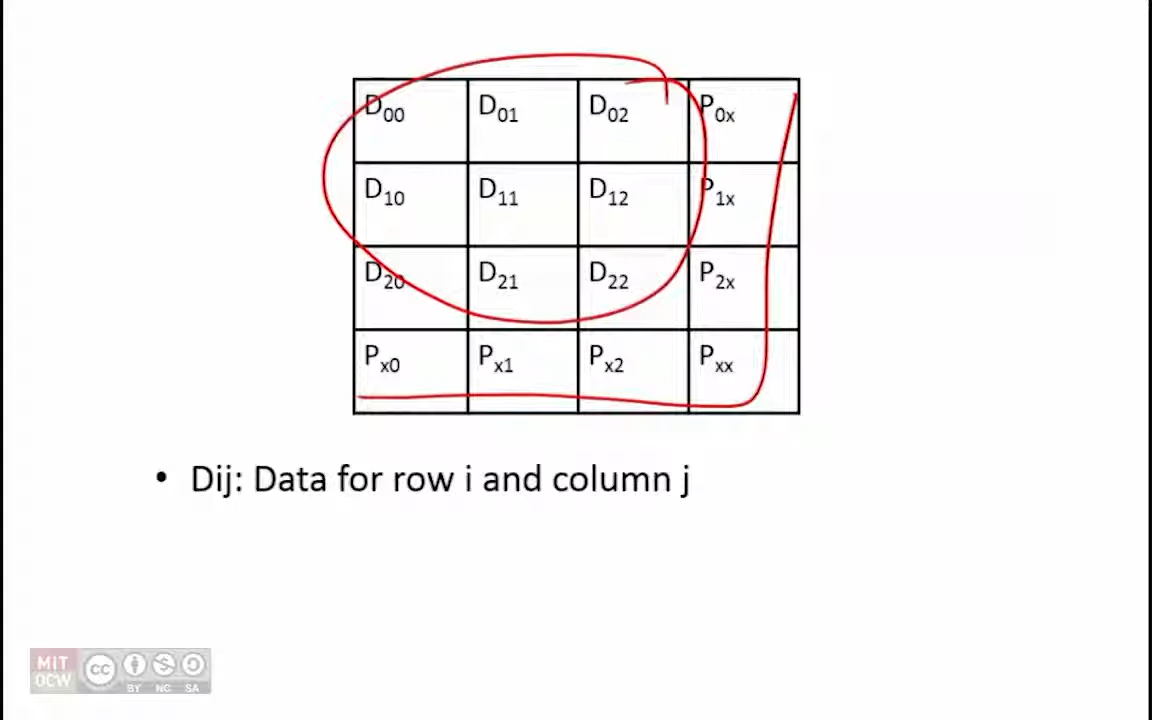 D00 D01 D02 P0x
D10 D11 D12 P1x
D20 D21 D22 P2x
Px0 Px1 Px2 Pxx
• Dij: Data for row i and column j
MIT OCW cc BY NC SA